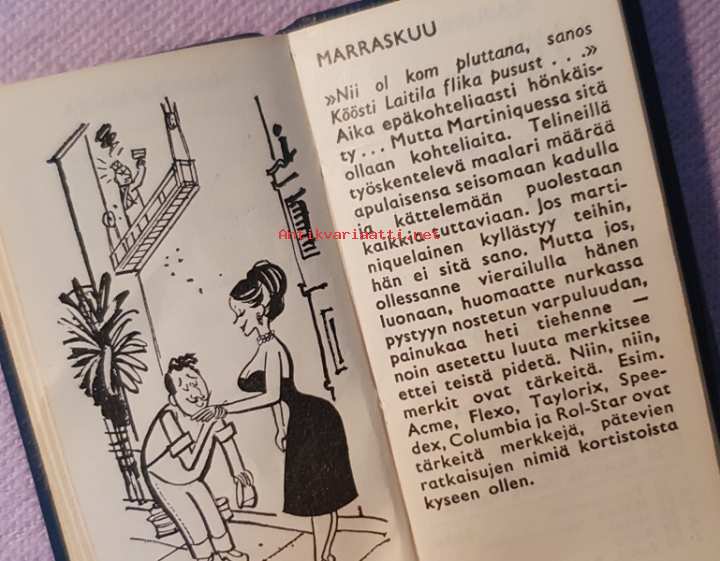 MARRASKUU
»Nii ol kom pluttana, sanos
Köösti Laitila flika pusust . . .»
Aika epäkohteliaasti hönkäis-
ty . . . Mutta Martiniquessa sitä
ollaan kohteliaita. Telineillä
työskentelevä maalari määrää
apulaisensa seisomaan kadulla
ja kättelemään puolestaan
kaikkia tuttaviaan. Jos marti-
niquelainen kyllästyy teihin,
hän ei sitä sano. Mutta jos,
ollessanne vierailulla hänen
luonaan, huomaatte nurkassa
pystyyn nostetun varpuluudan,
painukaa heti tiehenne —
noin asetettu luuta merkitsee
ettei teistä pidetä. Niin, niin,
merkit ovat tärkeitä. Esim.
Acme, Flexo, Taylorix, Spee-
dex, Columbia ja Rol-Star ovat
tärkeitä merkkejä, pätevien
ratkaisujen nimiä kortistoista
kyseen ollen.
Antikvariaatti.net